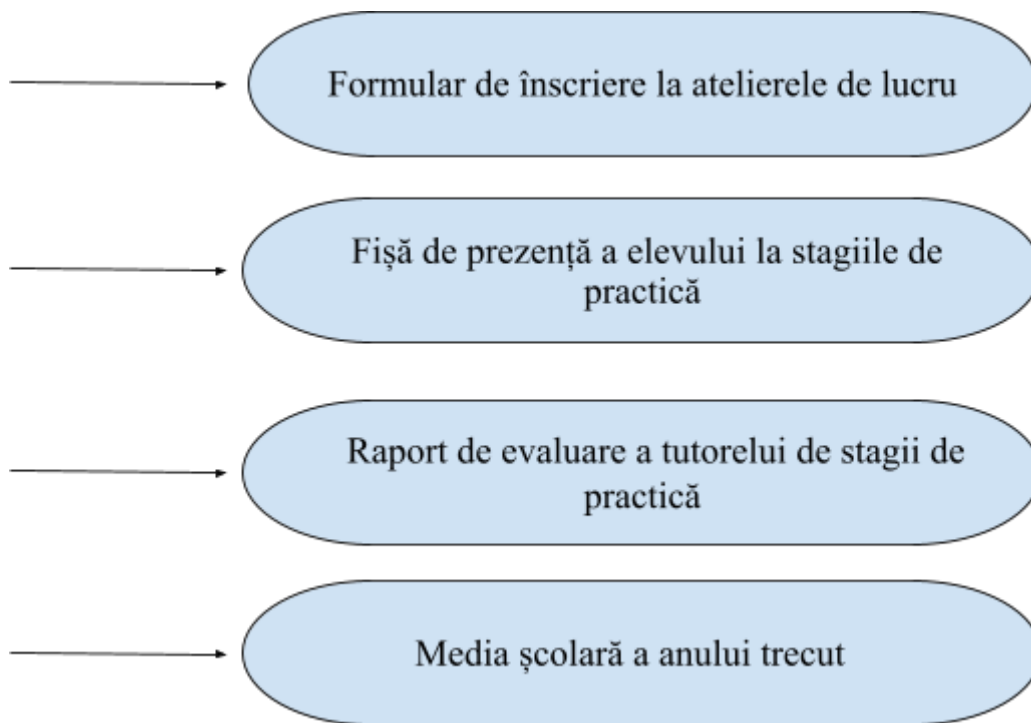 Formular de înscriere la atelierele de lucru
Fișă de prezență a elevului la stagiile de
practică
Raport de evaluare a tutorelui de stagii de
practică
Media școlară a anului trecut